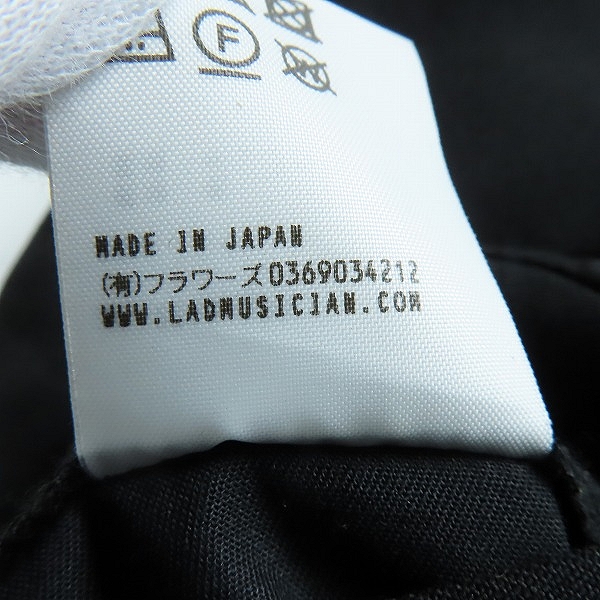 F
MADE IN JAPAN
(有)フラワーズ0369034212
WWW.LADMUSICIAN.COM